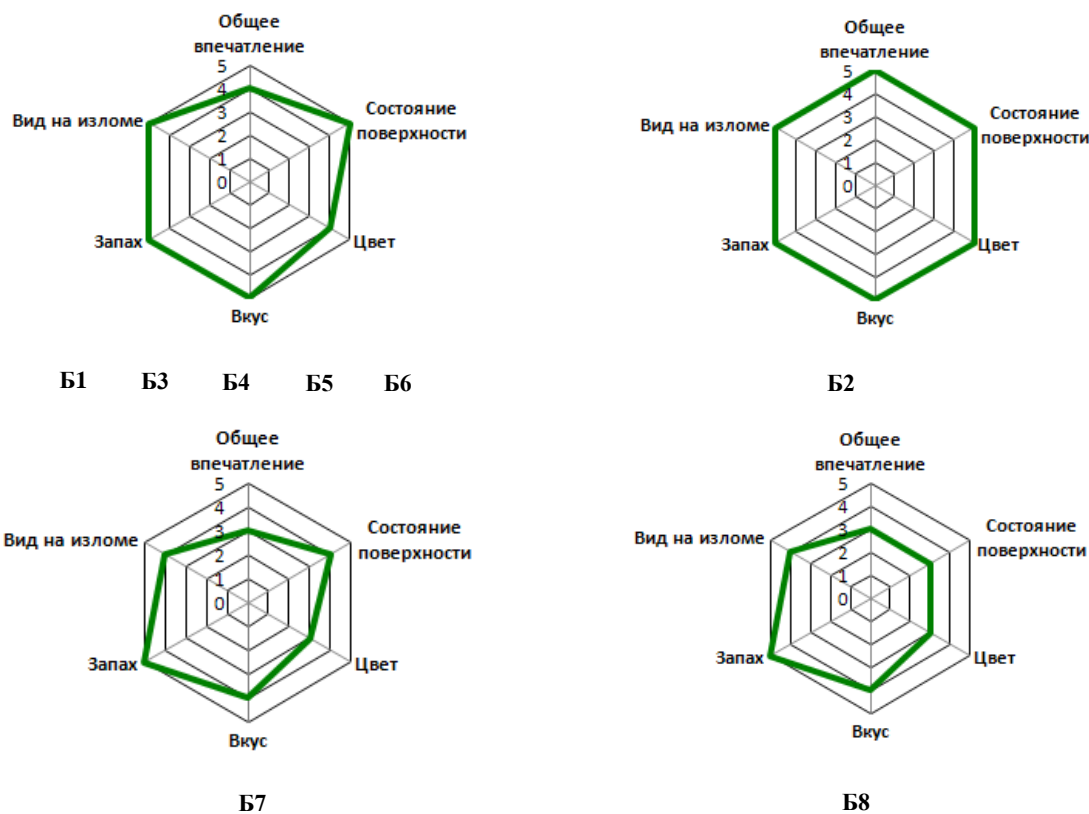 Общее
впечатление
5
4
3
2
1
0
Состояние
поверхности
Вид на изломе
Запах
Цвет
Вкус
Б1 Б3 Б4 Б5 Б6
Общее
впечатление
5
4
3
2
1
0
Состояние
поверхности
Вид на изломе
Запах
Цвет
Вкус
Б2
Общее
впечатление
5
4
3
2
1
0
Состояние
поверхности
Вид на изломе
Запах
Цвет
Вкус
Б7
Общее
впечатление
5
4
3
2
1
0
Состояние
поверхности
Вид на изломе
Запах
Цвет
Вкус
Б8